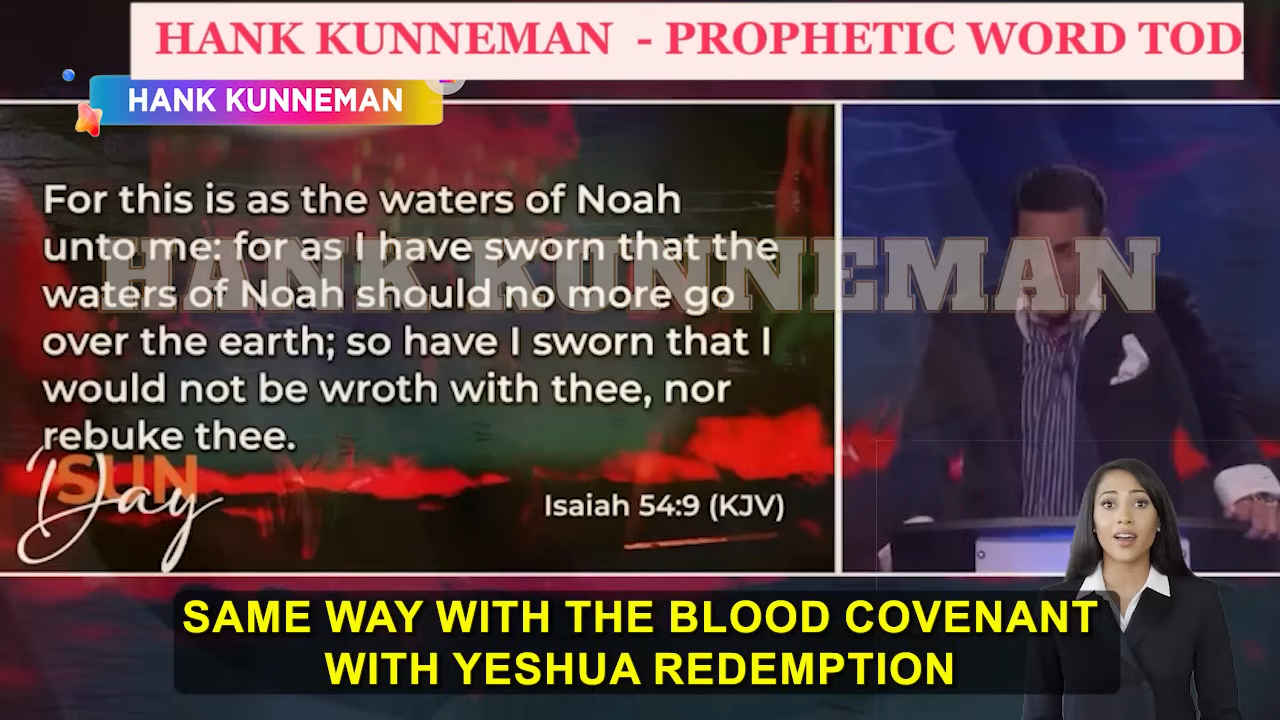 HANK KUNNEMAN - PROPHETIC WORD TOD
HANK KUNNEMAN
For this is as the waters of Noah
unto me: for as I have sworn that the
HANK KUNNEMAN
waters of Noah should no more go
over the earth; so have I sworn that I
would not be wroth with thee, nor
rebuke thee.
SUN
Day
Isaiah 54:9 (KJV)
SAME WAY WITH THE BLOOD COVENANT
WITH YESHUA REDEMPTION